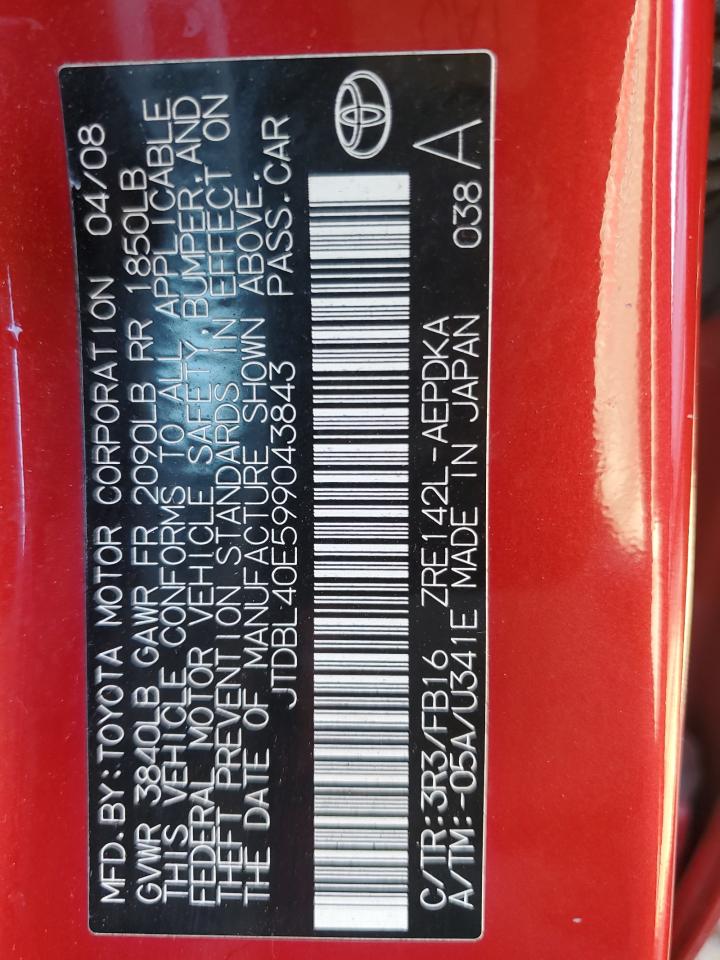 MFD.BY:TOYOTA MOTOR CORPORATION 04/08
GVWR 3840LB GAWR FR 2090LB RR 1850LB
THIS VEHICLE CONFORMS TO ALL APPLICABLE
FEDERAL MOTOR VEHICLE SAFETY, BUMPER, AND
THEFT PREVENTION STANDARDS IN EFFECT ON
THE DATE OF MANUFACTURE SHOWN ABOVE.
JTDBL40E599043843 PASS.CAR
C/TR:3R3/FB16 ZRE142L-AEPDKA
A/TM:-05A/U341E MADE IN JAPAN 038 A